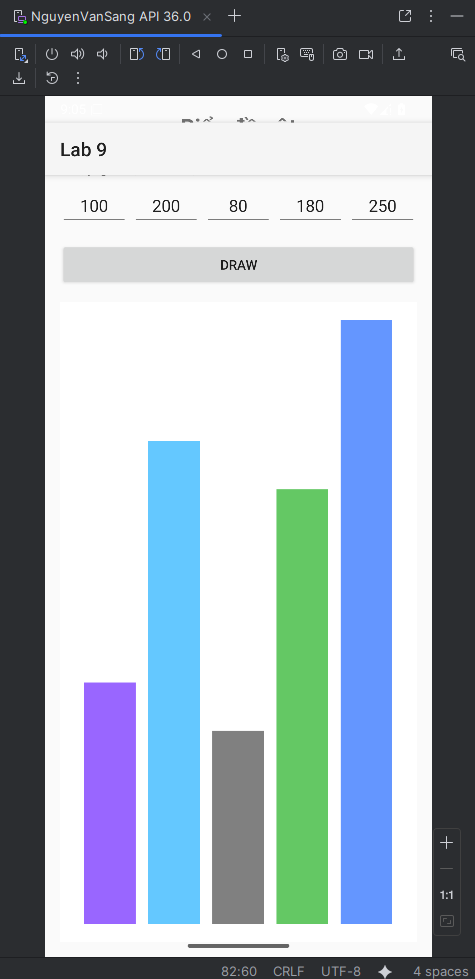 NguyenVanSang API 36.0
Lab 9
100 200 80 180 250
DRAW
1:1
82:60 CRLF UTF-8 4 spaces